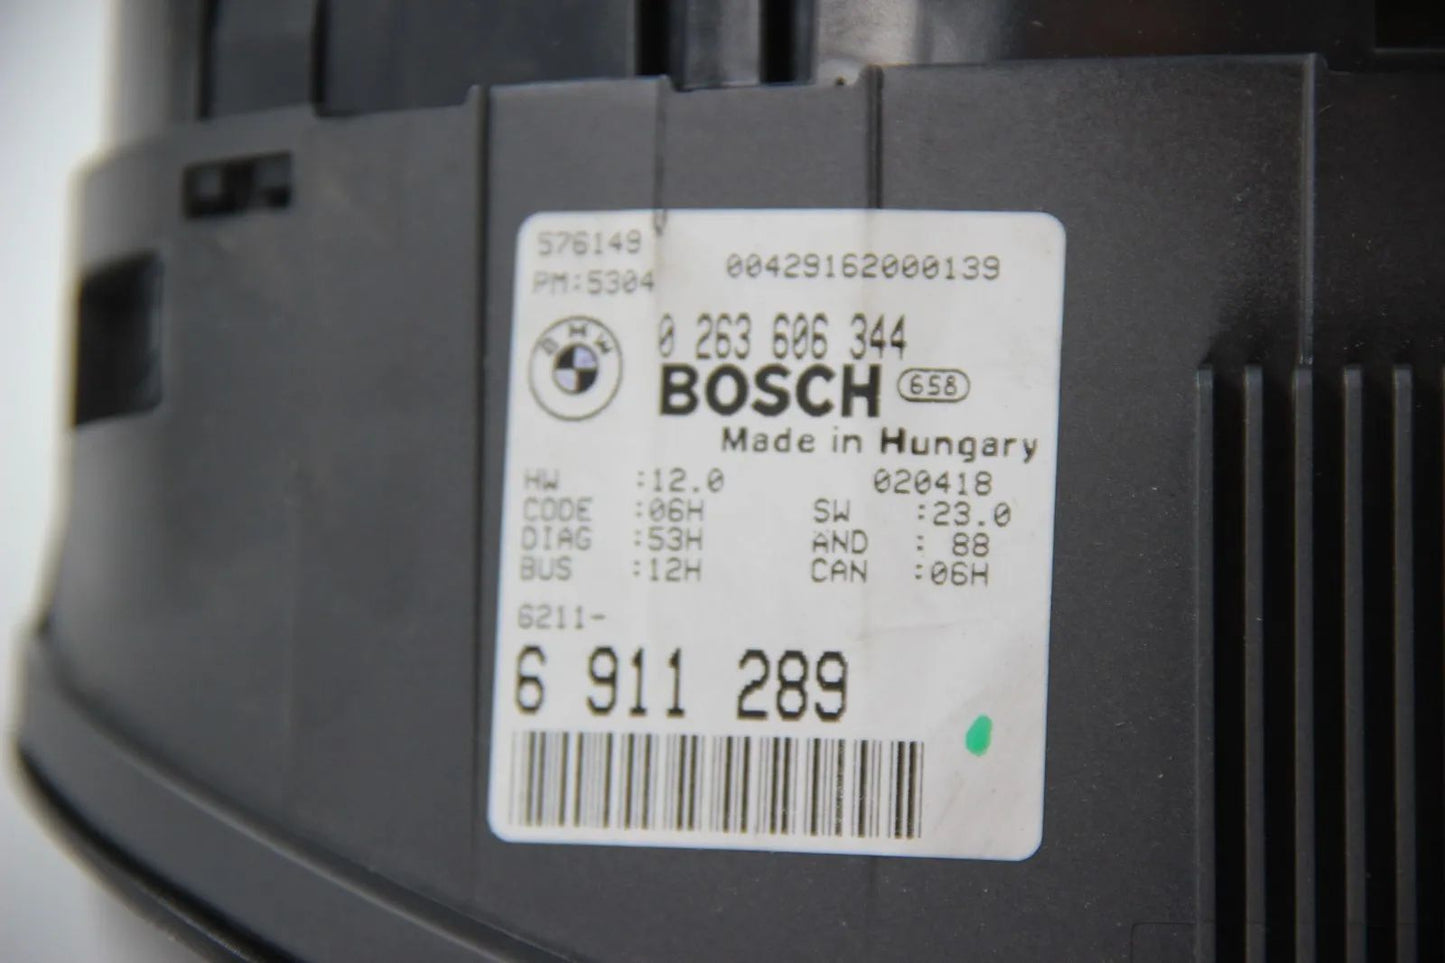 576149 V
PM:5304
00429162000139
BMW
0 263 606 344
BOSCH 658
Made in Hungary
HW :12.0 020418
CODE :06H SW :23.0
DIAG :53H AND : 88
BUS :12H CAN :06H
6211-
6 911 289